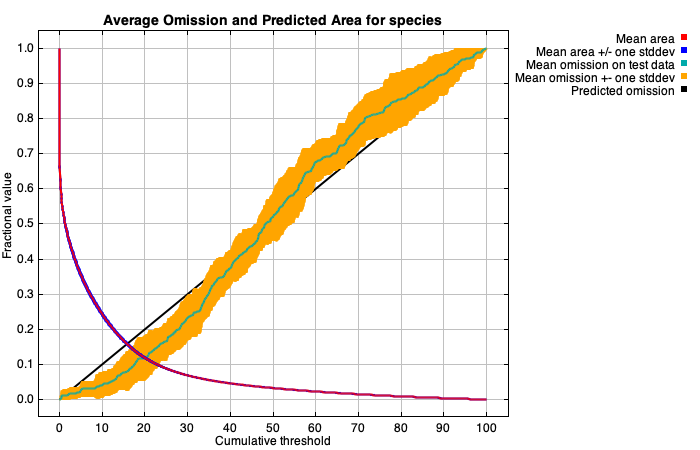 Average Omission and Predicted Area for species
Mean area
Mean area +/- one stddev
Mean omission on test data
Mean omission +- one stddev
Predicted omission
Fractional value
1.0
0.9
0.8
0.7
0.6
0.5
0.4
0.3
0.2
0.1
0.0
0 10 20 30 40 50 60 70 80 90 100
Cumulative threshold